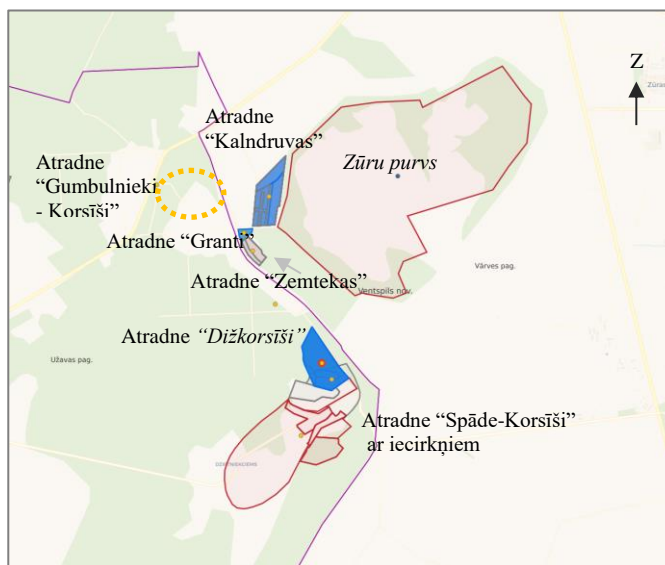 Z
Zūra
Atradne
“Kalndruvas”
Atradne
“Gumbulnieki
- Korsīši”
Zūru purvs
Atradne “Granti”
Atradne “Zemtekas”
Vārves pag.
Ventspils nov.
Atradne “Dižkorsīši”
Užavas pag.
Atradne “Spāde-Korsīši”
ar iecirkņiem